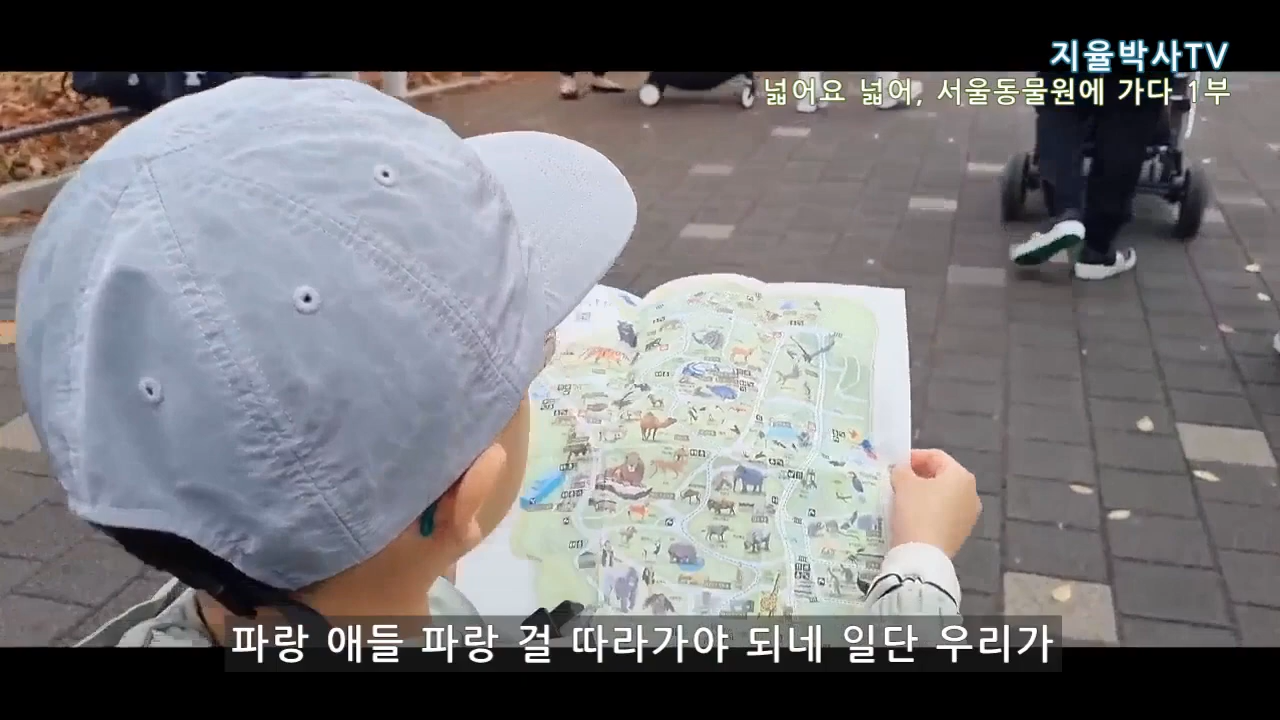 지율박사TV
넓어요 넓어, 서울동물원에 가다 1부
파랑 애들 파랑 걸 따라가야 되네 일단 우리가